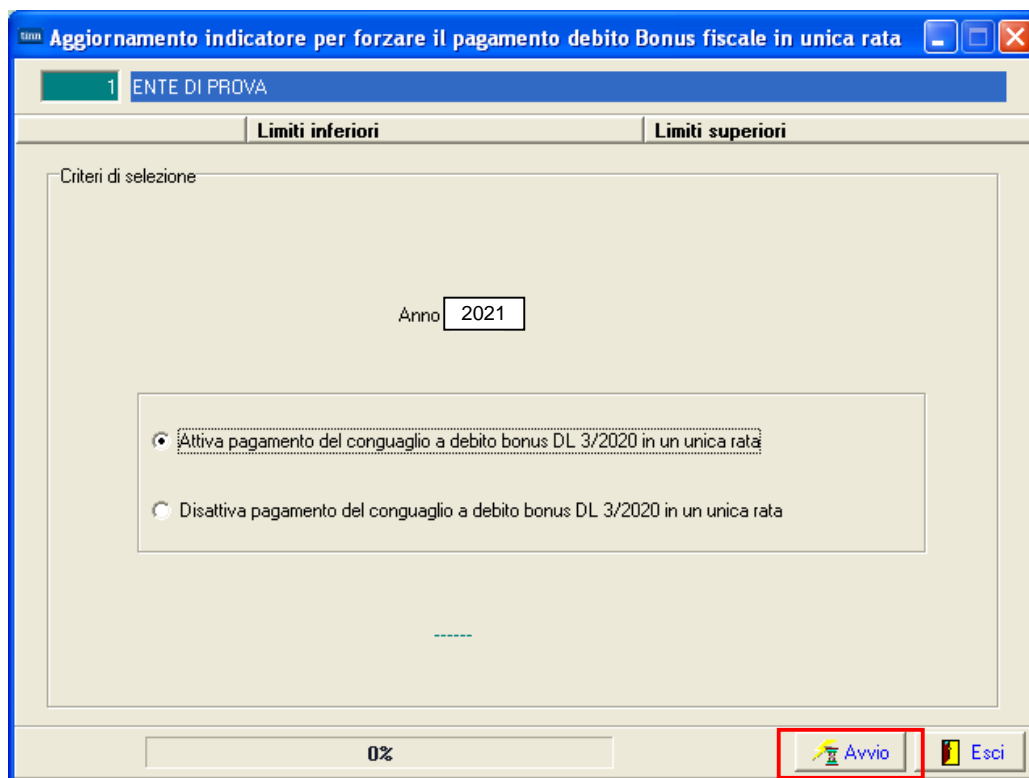 tinn Aggiornamento indicatore per forzare il pagamento debito Bonus fiscale in unica rata
1 ENTE DI PROVA
Limiti inferiori Limiti superiori
Criteri di selezione
Anno 2021
Attiva pagamento del conguaglio a debito bonus DL 3/2020 in un unica rata
Disattiva pagamento del conguaglio a debito bonus DL 3/2020 in un unica rata
------
0% Avvio Esci